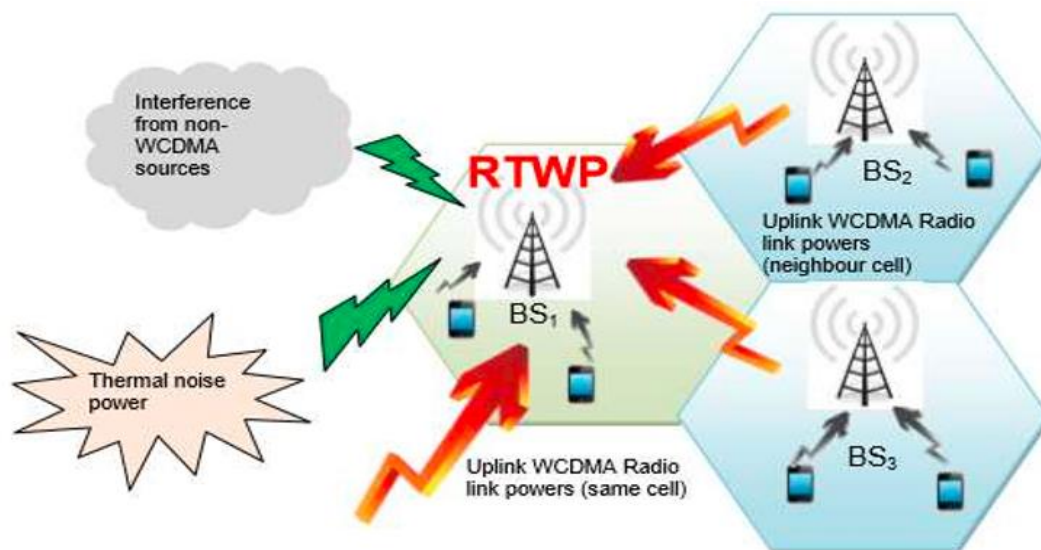 Interference
from non-
WCDMA
sources
RTWP
BS₁
BS₂
Uplink WCDMA Radio
link powers
(neighbour cell)
Thermal noise
power
Uplink WCDMA Radio
link powers (same cell)
BS₃